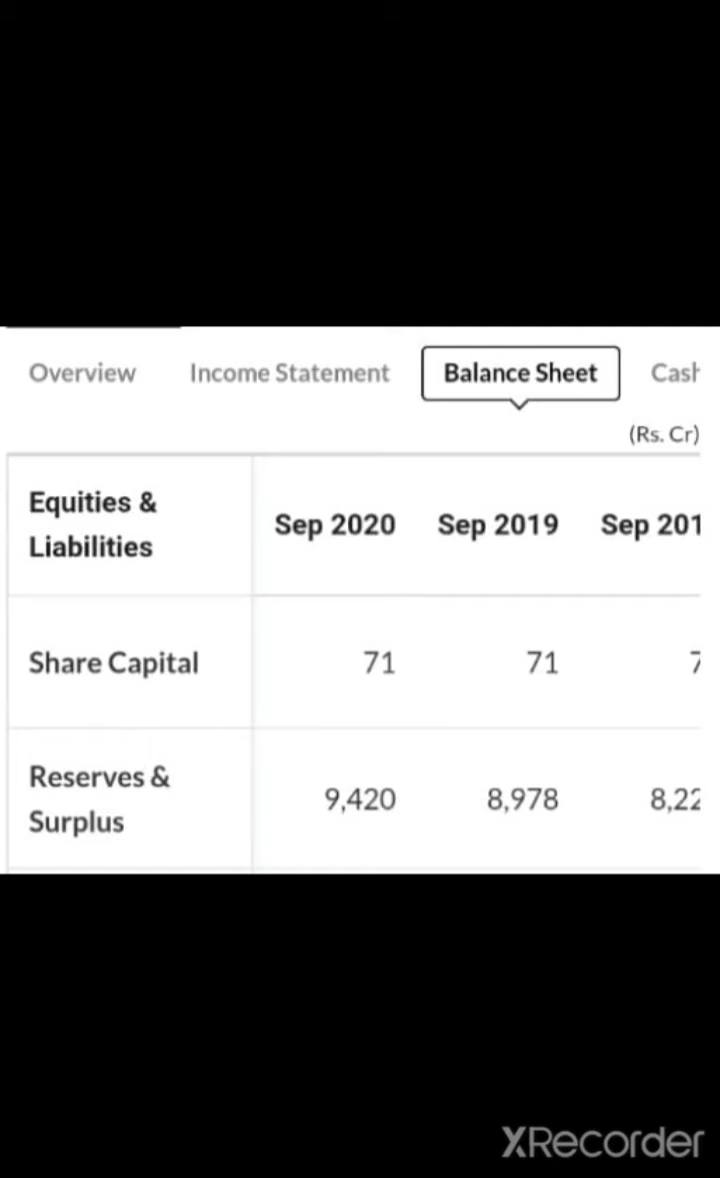 Overview Income Statement Balance Sheet
(Rs. Cr)
Equities &
Liabilities
Sep 2020 Sep 2019 Sep
Share Capital 71 71
Reserves &
Surplus
9,420 8,978
XRecorder